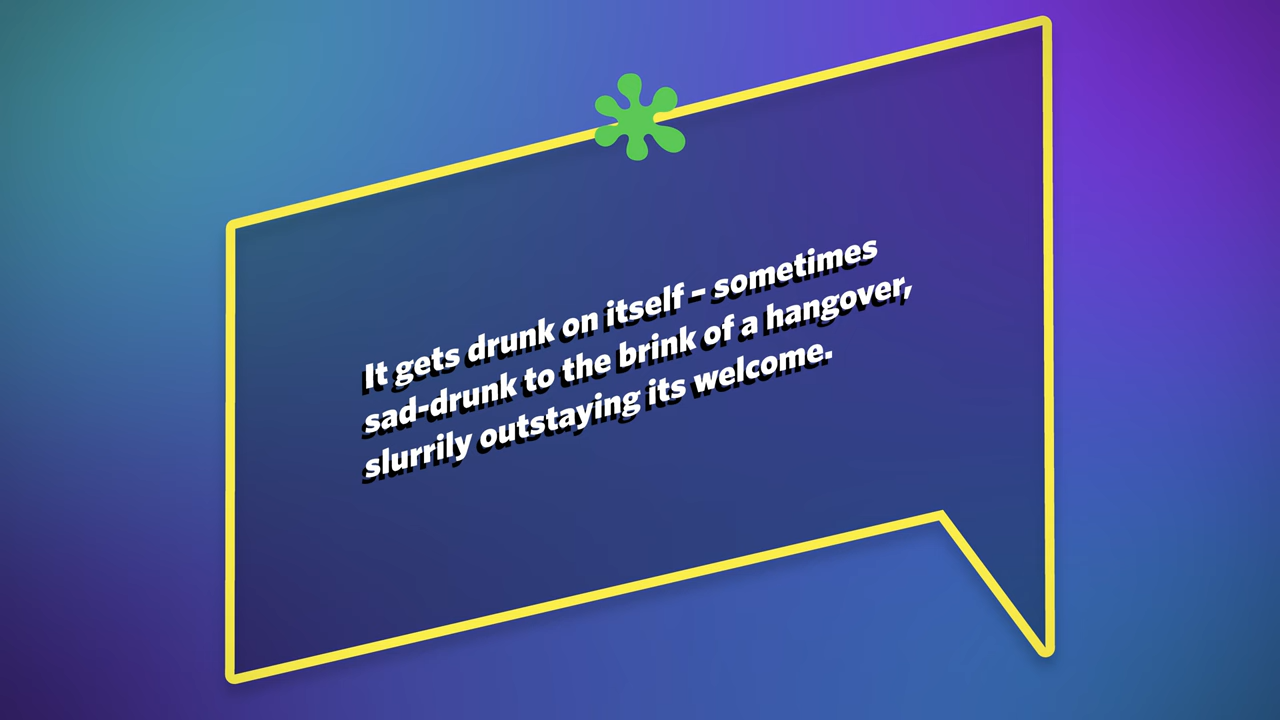 It gets drunk on itself – sometimes
sad-drunk to the brink of a hangover,
slurrily outstaying its welcome.